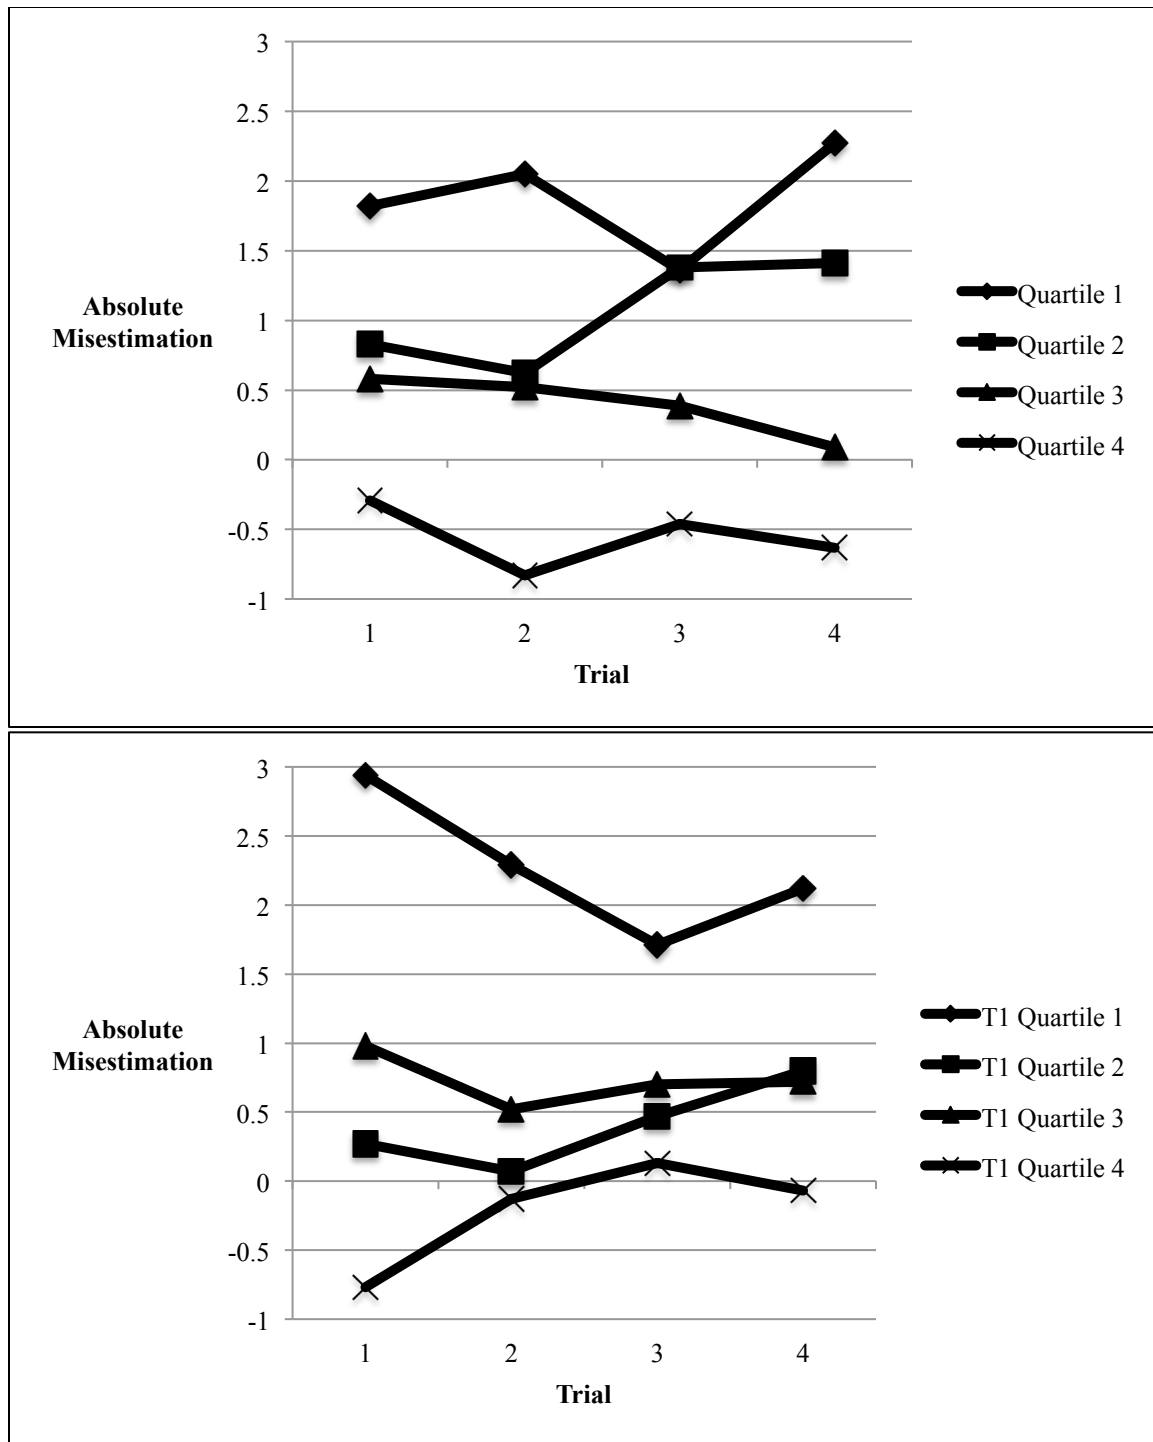 3
2.5
2
1.5
1
0.5
0
-0.5
-1
Absolute
Misestimation
1 2 3 4
Trial
Quartile 1
Quartile 2
Quartile 3
Quartile 4
3
2.5
2
1.5
1
0.5
0
-0.5
-1
Absolute
Misestimation
1 2 3 4
Trial
T1 Quartile 1
T1 Quartile 2
T1 Quartile 3
T1 Quartile 4